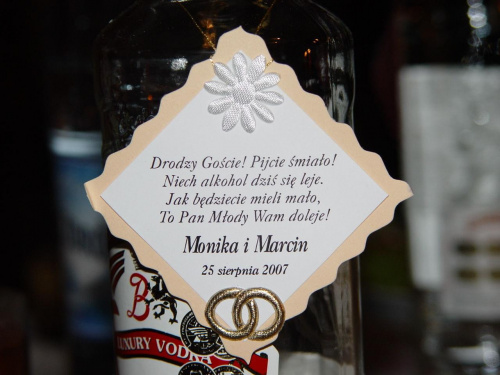 Drodzy Goście! Pijcie śmiało!
Niech alkohol dziś się leje.
Jak będziecie mieli mało,
To Pan Młody Wam doleje!
Monika i Marcin
25 sierpnia 2007
B
LUXURY VODKA